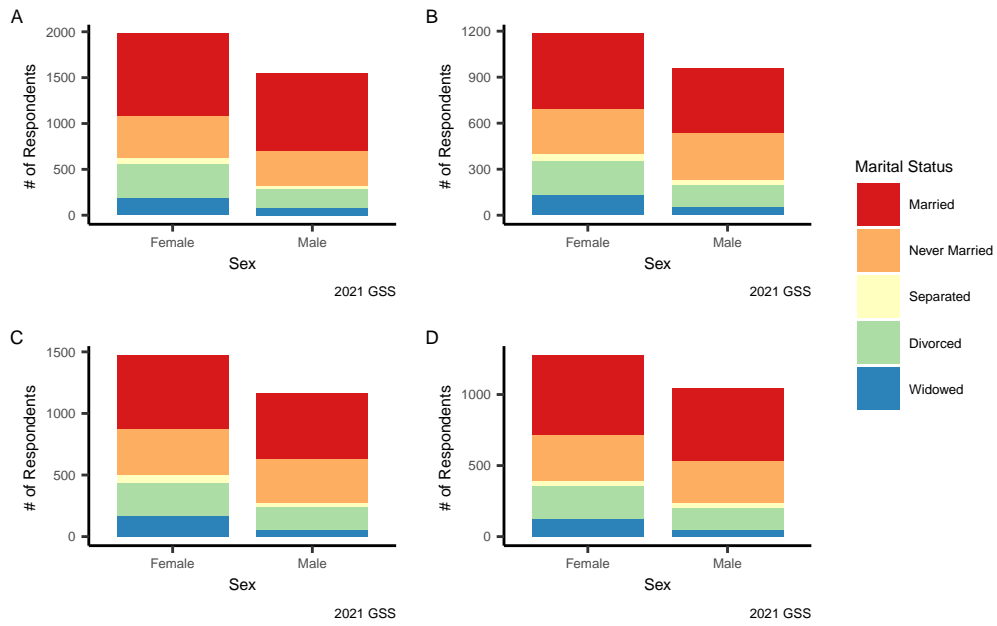 A
2000
1500
1000
500
0
# of Respondents
Female
Male
Sex
2021 GSS
B
1200
900
600
300
0
# of Respondents
Female
Male
Sex
2021 GSS
C
1500
1000
500
0
# of Respondents
Female
Male
Sex
2021 GSS
D
1000
500
0
# of Respondents
Female
Male
Sex
2021 GSS
Marital Status
Married
Never Married
Separated
Divorced
Widowed